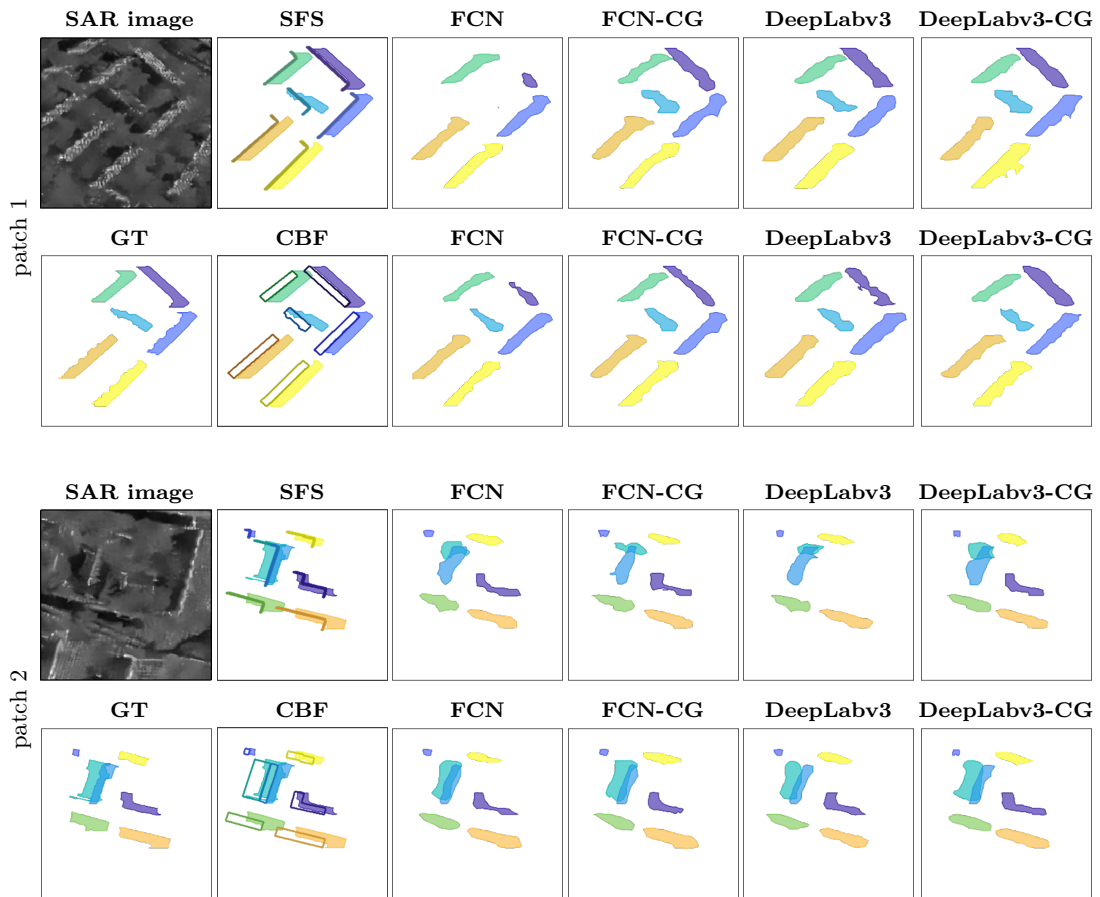 SAR image SFS FCN FCN-CG DeepLabv3 DeepLabv3-CG
patch 1
GT CBF FCN FCN-CG DeepLabv3 DeepLabv3-CG
SAR image SFS FCN FCN-CG DeepLabv3 DeepLabv3-CG
patch 2
GT CBF FCN FCN-CG DeepLabv3 DeepLabv3-CG